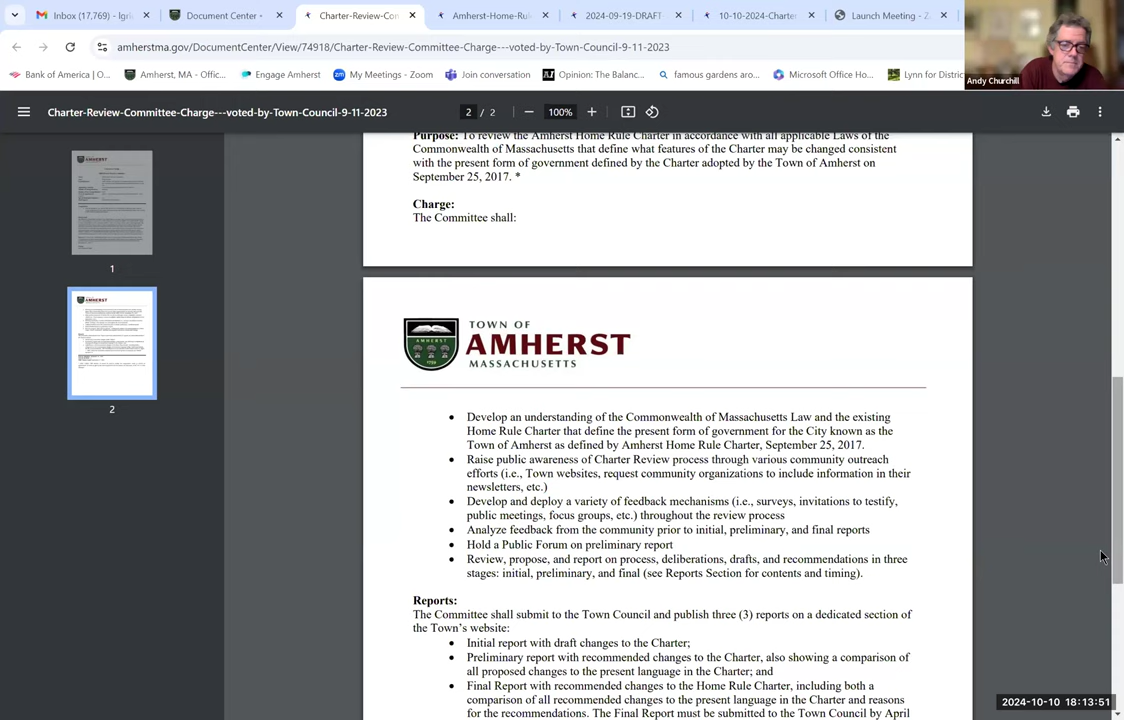 Inbox (17,769) - lgrie
Document Center -
Charter-Review-Com
Amherst-Home-Rule
2024-09-19-DRAFT
10-10-2024-Charter
Launch Meeting - Z
amherstma.gov/DocumentCenter/View/74918/Charter-Review-Committee-Charge---voted-by-Town-Council-9-11-2023
Bank of America | O...
Amherst, MA - Offic...
Engage Amherst
My Meetings - Zoom
Join conversation
Opinion: The Balanc...
famous gardens aro...
Microsoft Office Ho...
Lynn for Distri
Andy Churchill
Charter-Review-Committee-Charge---voted-by-Town-Council-9-11-2023
2 / 2
100%
1
2
Purpose: To review the Amherst Home Rule Charter in accordance with all applicable Laws of the
Commonwealth of Massachusetts that define what features of the Charter may be changed consistent
with the present form of government defined by the Charter adopted by the Town of Amherst on
September 25, 2017. *
Charge:
The Committee shall:
TOWN OF
AMHERST
MASSACHUSETTS
• Develop an understanding of the Commonwealth of Massachusetts Law and the existing
Home Rule Charter that define the present form of government for the City known as the
Town of Amherst as defined by Amherst Home Rule Charter, September 25, 2017.
• Raise public awareness of Charter Review process through various community outreach
efforts (i.e., Town websites, request community organizations to include information in their
newsletters, etc.)
• Develop and deploy a variety of feedback mechanisms (i.e., surveys, invitations to testify,
public meetings, focus groups, etc.) throughout the review process
• Analyze feedback from the community prior to initial, preliminary, and final reports
• Hold a Public Forum on preliminary report
• Review, propose, and report on process, deliberations, drafts, and recommendations in three
stages: initial, preliminary, and final (see Reports Section for contents and timing).
Reports:
The Committee shall submit to the Town Council and publish three (3) reports on a dedicated section of
the Town's website:
• Initial report with draft changes to the Charter;
• Preliminary report with recommended changes to the Charter, also showing a comparison of
all proposed changes to the present language in the Charter; and
• Final Report with recommended changes to the Home Rule Charter, including both a
comparison of all recommended changes to the present language in the Charter and reasons
for the recommendations. The Final Report must be submitted to the Town Council by April
2024-10-10 18:13:51